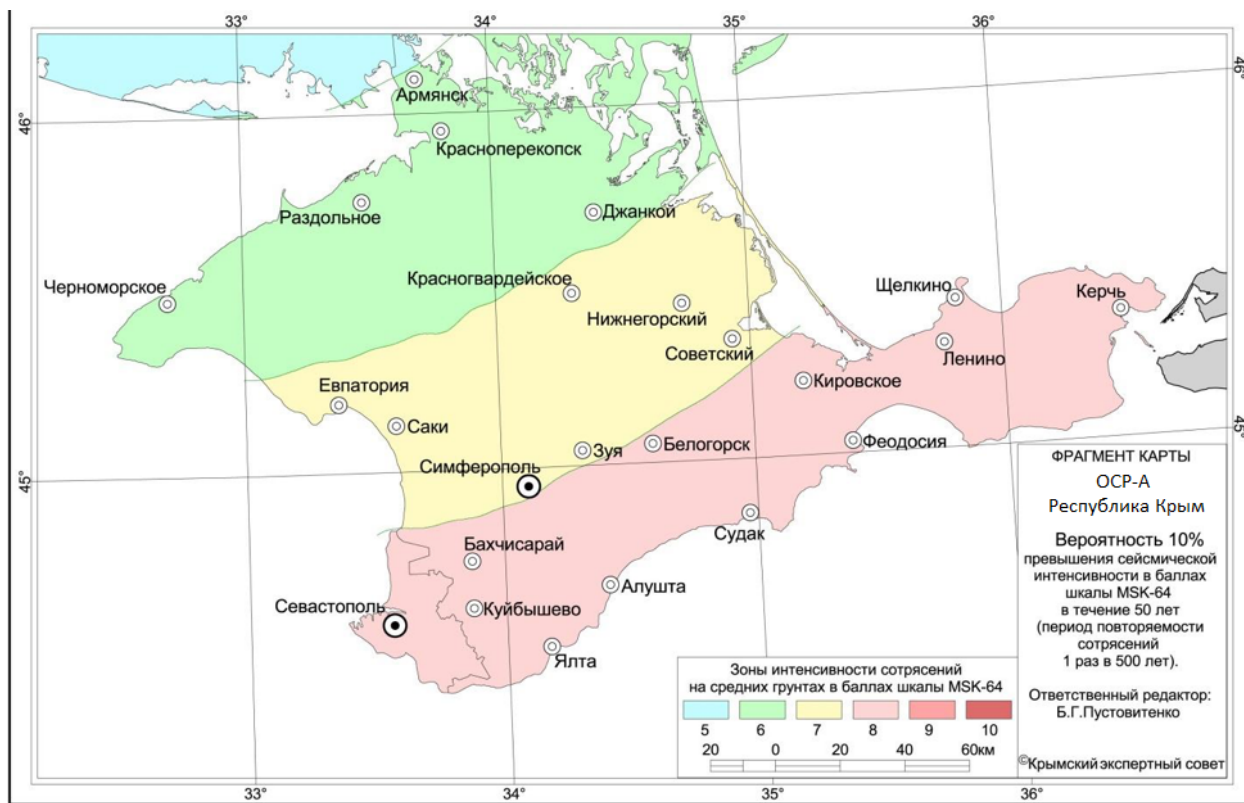 33°
34°
35°
36°
46°
46°
Армянск
Красноперекопск
Раздольное
Джанкой
Черноморское
Красногвардейское
Щелкино
Керчь
Нижнегорский
Советский
Ленино
Кировское
Евпатория
Саки
Зуя
Белогорск
Феодосия
45°
45°
Симферополь
Судак
Бахчисарай
Алушта
Севастополь
Куйбышево
Ялта
ФРАГМЕНТ КАРТЫ
ОСР-А
Республика Крым
Вероятность 10%
превышения сейсмической
интенсивности в баллах
шкалы MSK-64
в течение 50 лет
(период повторяемости
сотрясений
1 раз в 500 лет).
Ответственный редактор:
Б.Г.Пустовитенко
©Крымский экспертный совет
Зоны интенсивности сотрясений
на средних грунтах в баллах шкалы MSK-64
5 6 7 8 9 10
20 0 20 40 60км
33°
34°
35°
36°